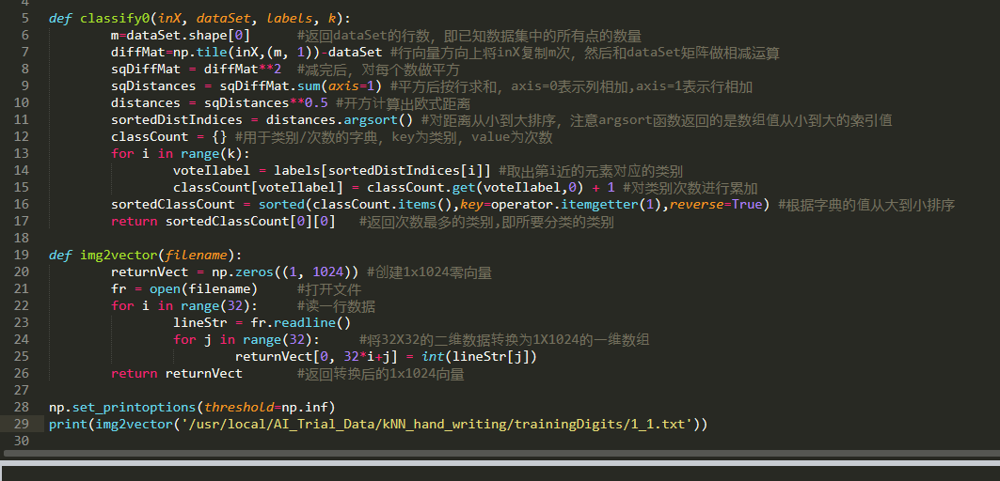 4
5 def classify0(inX, dataSet, labels, k):
6 m=dataSet.shape[0] #返回dataSet的行数，即已知数据集中的所有点的数量
7 diffMat=np.tile(inX,(m, 1))-dataSet #行向量方向上将inX复制m次，然后和dataSet矩阵做相减运算
8 sqDiffMat = diffMat**2 #减完后，对每个数做平方
9 sqDistances = sqDiffMat.sum(axis=1) #平方后按行求和，axis=0表示列相加,axis=1表示行相加
10 distances = sqDistances**0.5 #开方计算出欧式距离
11 sortedDistIndices = distances.argsort() #对距离从小到大排序，注意argsort函数返回的是数组值从小到大的索引值
12 classCount = {} #用于类别/次数的字典，key为类别，value为次数
13 for i in range(k):
14 voteIlabel = labels[sortedDistIndices[i]] #取出第i近的元素对应的类别
15 classCount[voteIlabel] = classCount.get(voteIlabel,0) + 1 #对类别次数进行累加
16 sortedClassCount = sorted(classCount.items(),key=operator.itemgetter(1),reverse=True) #根据字典的值从大到小排序
17 return sortedClassCount[0][0] #返回次数最多的类别,即所要分类的类别
18
19 def img2vector(filename):
20 returnVect = np.zeros((1, 1024)) #创建1x1024零向量
21 fr = open(filename) #打开文件
22 for i in range(32): #读一行数据
23 lineStr = fr.readline()
24 for j in range(32): #将32X32的二维数据转换为1X1024的一维数组
25 returnVect[0, 32*i+j] = int(lineStr[j])
26 return returnVect #返回转换后的1x1024向量
27
28 np.set_printoptions(threshold=np.inf)
29 print(img2vector('/usr/local/AI_Trial_Data/kNN_hand_writing/trainingDigits/1_1.txt'))
30